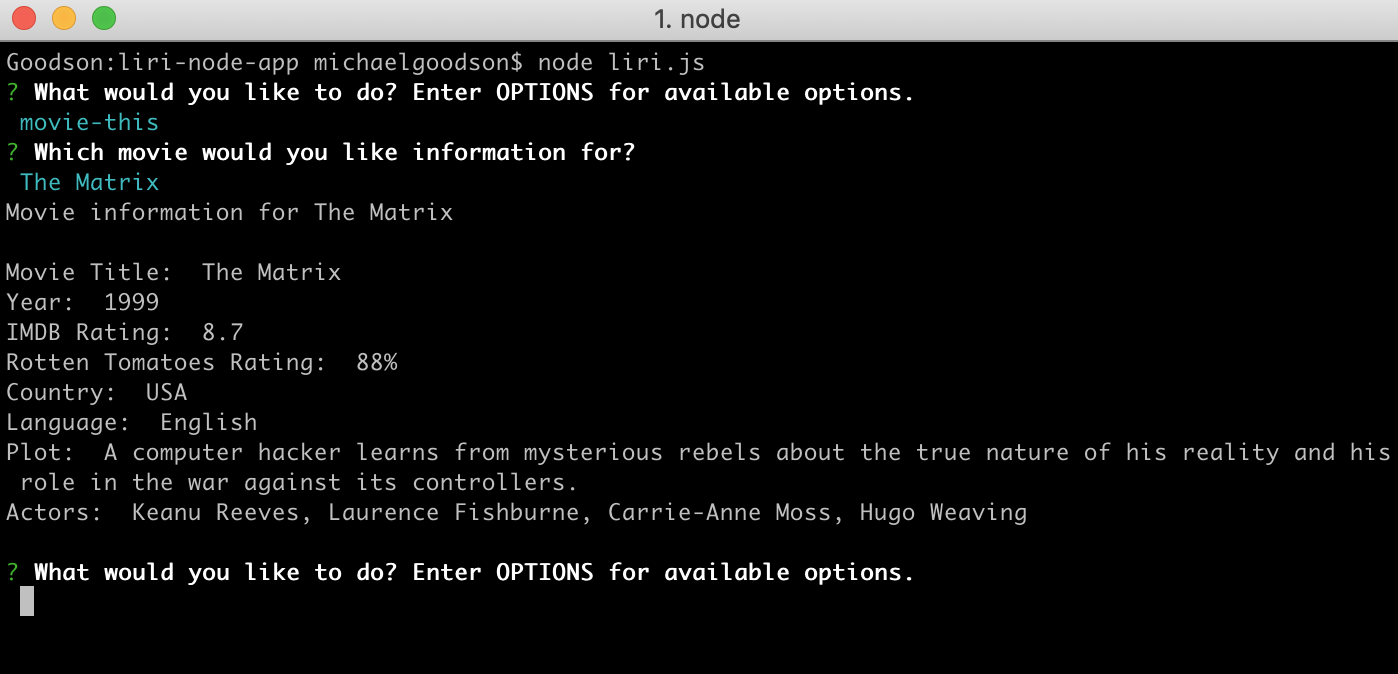 1. node
Goodson:liri-node-app michaelgoodson$ node liri.js
? What would you like to do? Enter OPTIONS for available options.
movie-this
? Which movie would you like information for?
The Matrix
Movie information for The Matrix
Movie Title:  The Matrix
Year:  1999
IMDB Rating:  8.7
Rotten Tomatoes Rating:  88%
Country:  USA
Language:  English
Plot:  A computer hacker learns from mysterious rebels about the true nature of his reality and his
role in the war against its controllers.
Actors:  Keanu Reeves, Laurence Fishburne, Carrie-Anne Moss, Hugo Weaving
? What would you like to do? Enter OPTIONS for available options.